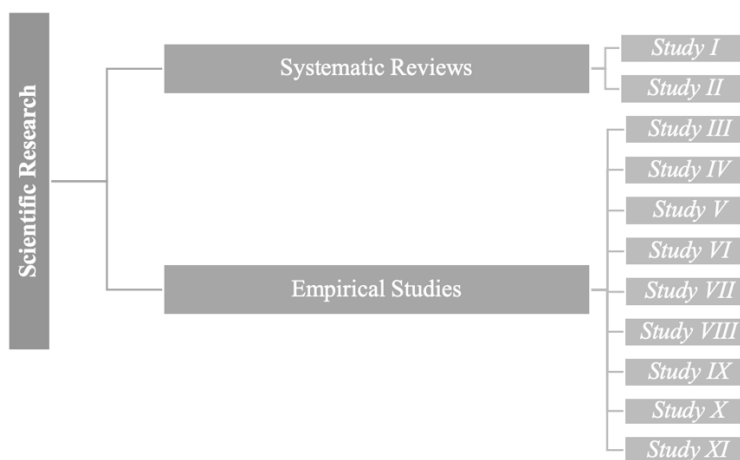 Scientific Research
Systematic Reviews
Study I
Study II
Empirical Studies
Study III
Study IV
Study V
Study VI
Study VII
Study VIII
Study IX
Study X
Study XI